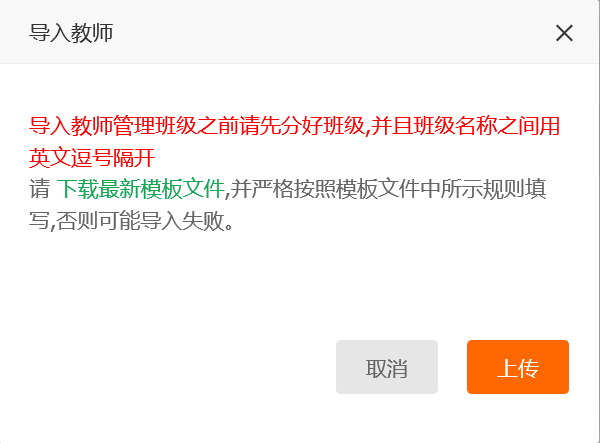 导入教师
导入教师管理班级之前请先分好班级,并且班级名称之间用
英文逗号隔开
请 下载最新模板文件,并严格按照模板文件中所示规则填
写,否则可能导入失败。
取消
上传